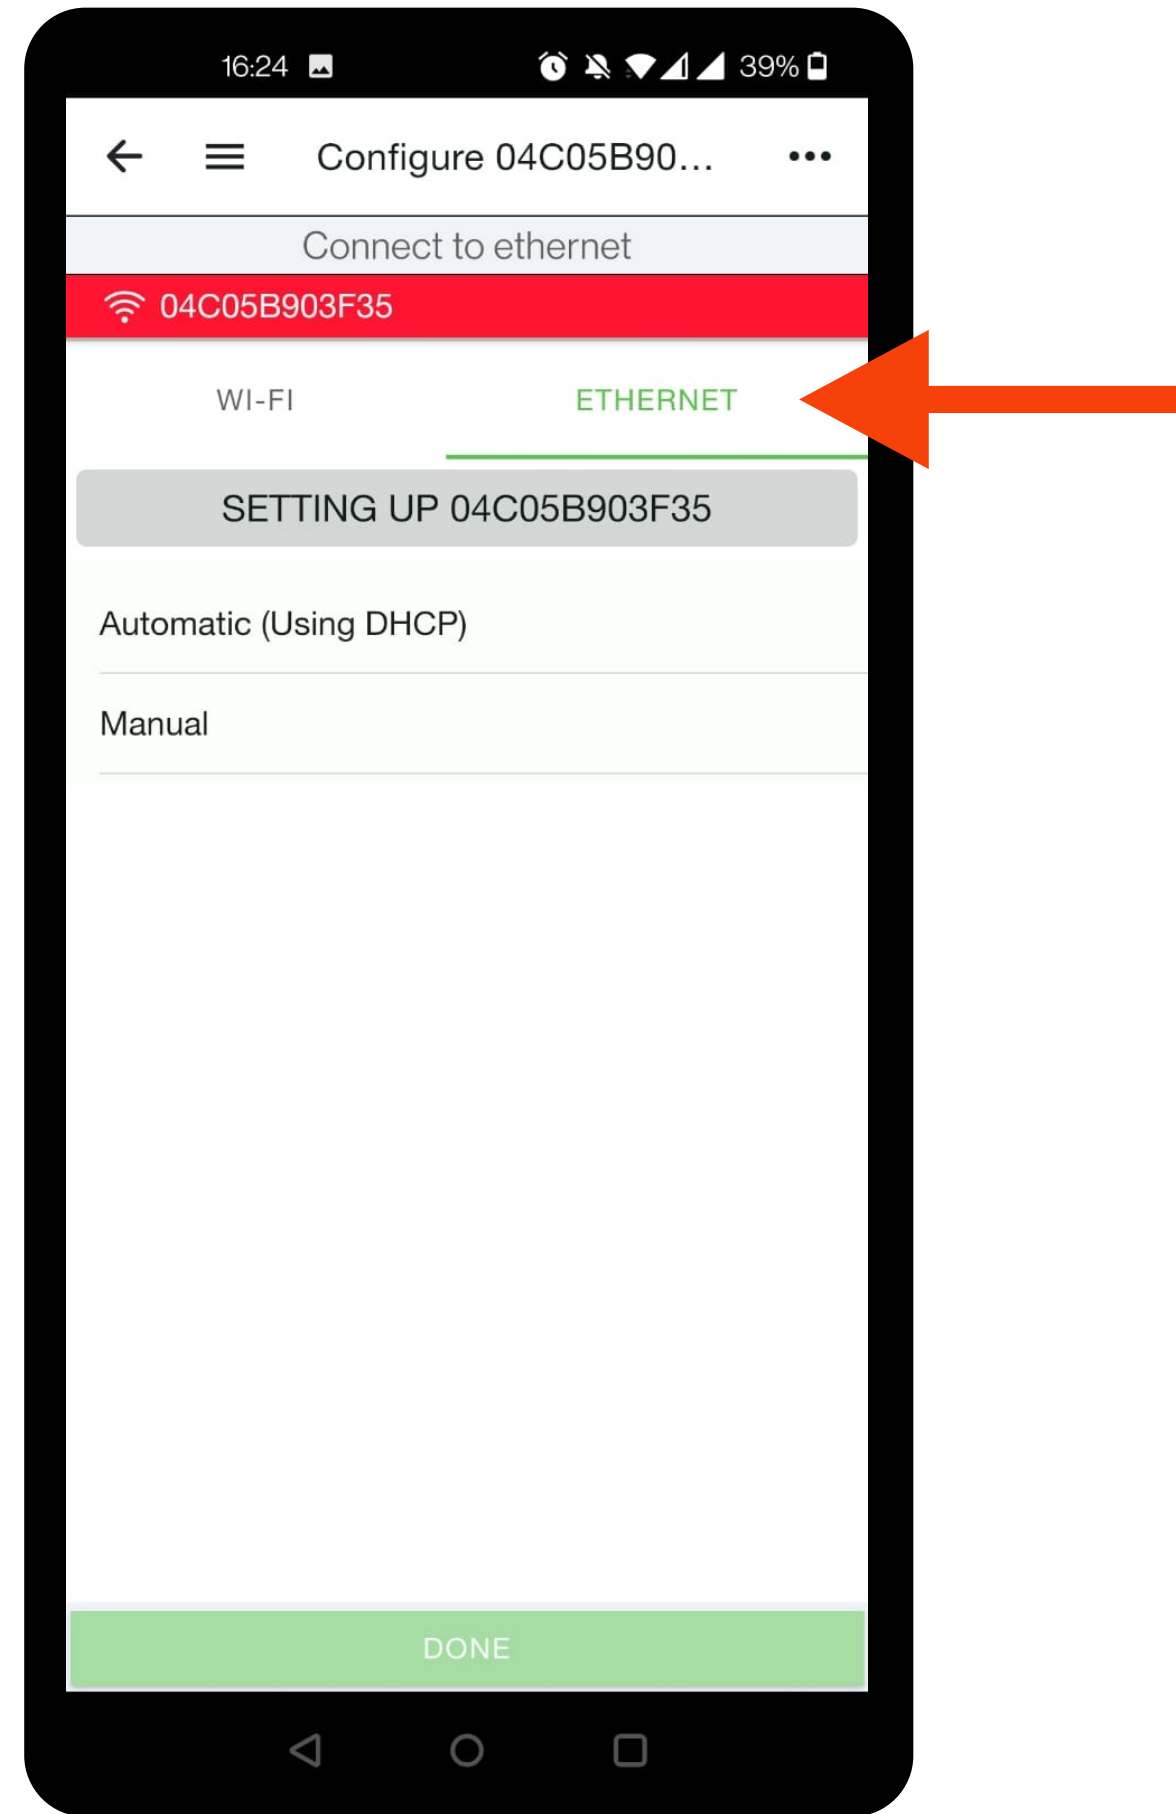 16:24 39%
Configure 04C05B90...
Connect to ethernet
04C05B903F35
WI-FI ETHERNET
SETTING UP 04C05B903F35
Automatic (Using DHCP)
Manual
DONE